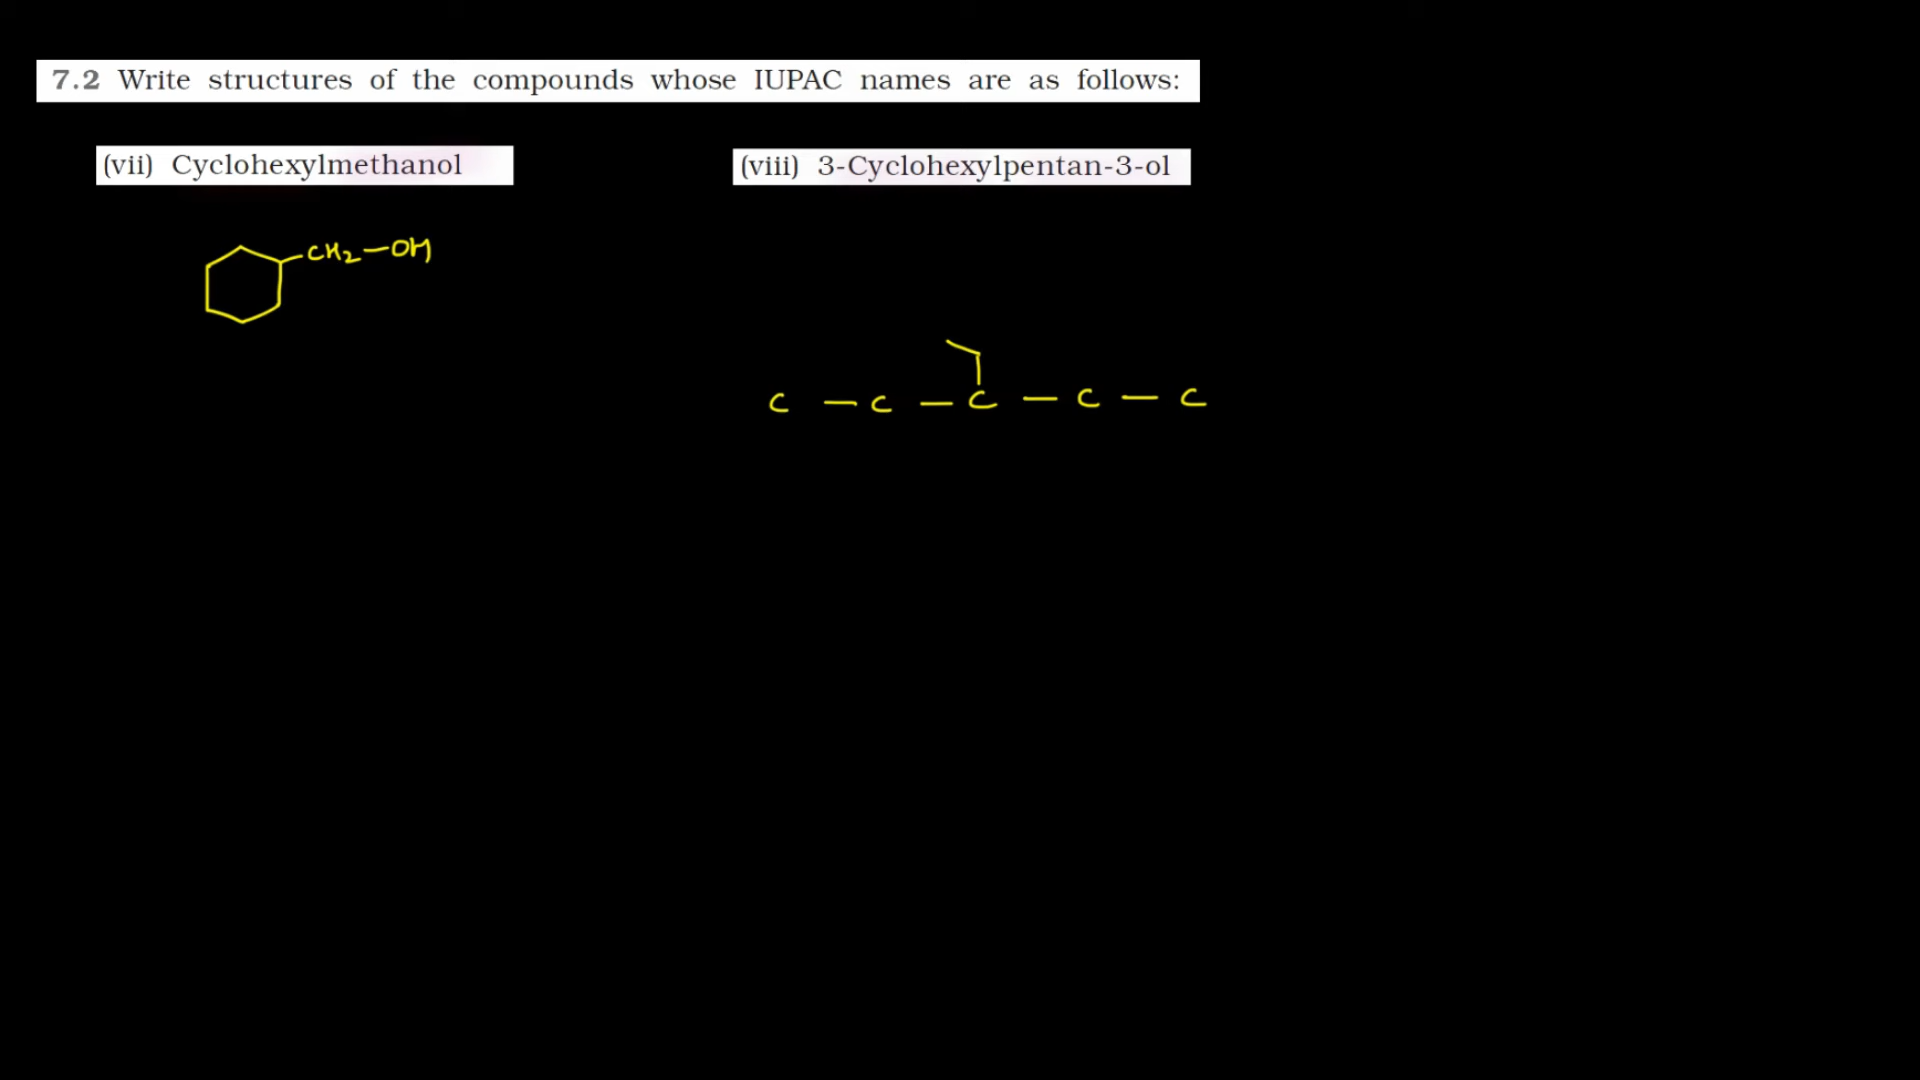 7.2 Write structures of the compounds whose IUPAC names are as follows:
(vii) Cyclohexylmethanol
(viii) 3-Cyclohexylpentan-3-ol
CH2—OH
C — C — C — C — C